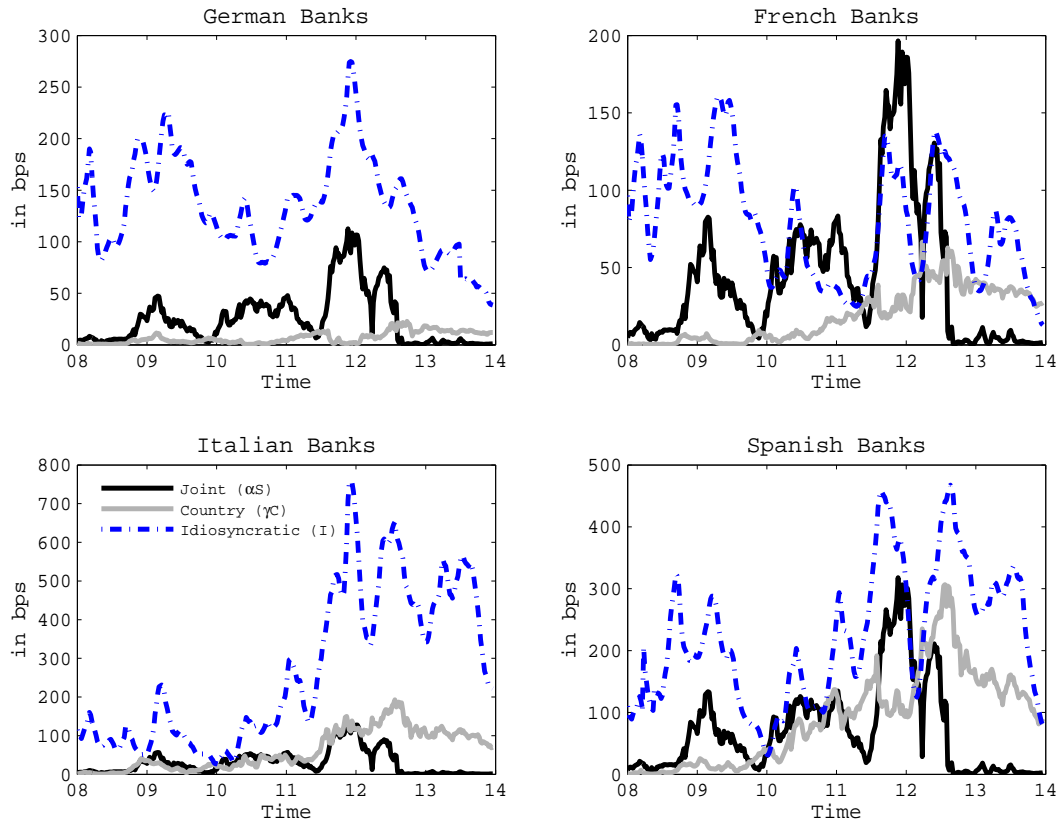 German Banks
300
250
200
150
100
50
0
in bps
08 09 10 11 12 13 14
Time
French Banks
200
150
100
50
0
in bps
08 09 10 11 12 13 14
Time
Italian Banks
800
700
600
500
400
300
200
100
0
in bps
Joint (αS)
Country (γC)
Idiosyncratic (I)
08 09 10 11 12 13 14
Time
Spanish Banks
500
400
300
200
100
0
in bps
08 09 10 11 12 13 14
Time